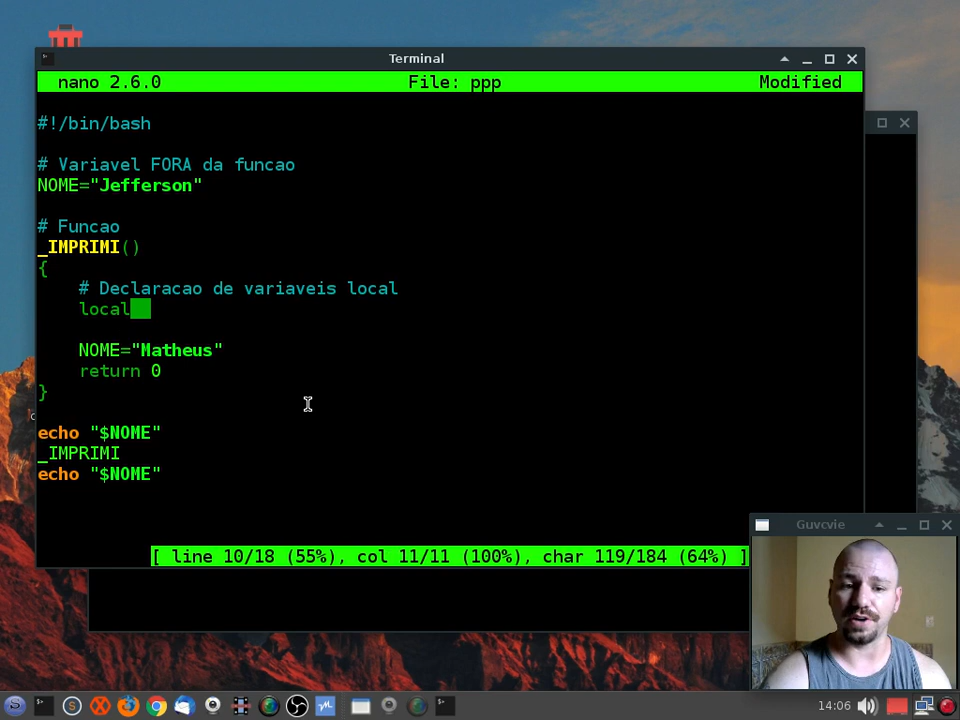 Terminal
nano 2.6.0 File: ppp Modified
#!/bin/bash
# Variavel FORA da funcao
NOME="Jefferson"
# Funcao
_IMPRIMI()
{
# Declaracao de variaveis local
local
NOME="Matheus"
return 0
}
echo "$NOME"
_IMPRIMI
echo "$NOME"
[ line 10/18 (55%), col 11/11 (100%), char 119/184 (64%) ]
Guvcvie
14:06